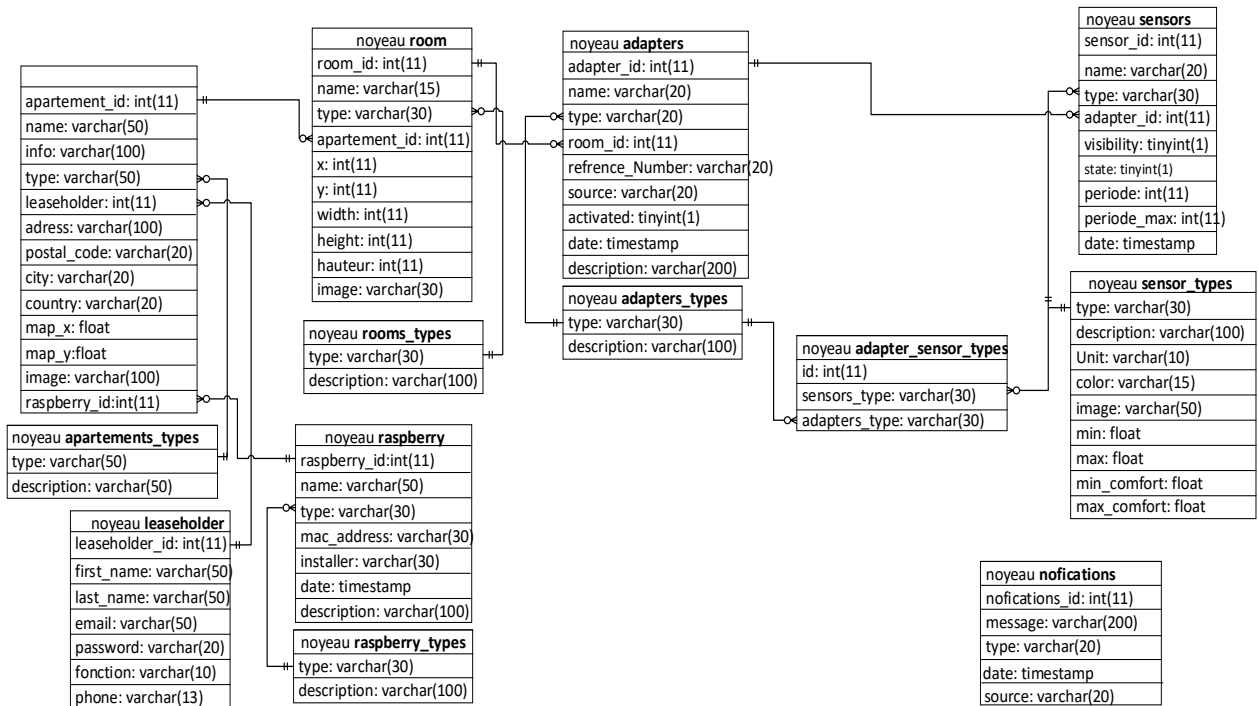 apartement_id: int(11)
name: varchar(50)
info: varchar(100)
type: varchar(50)
leaseholder: int(11)
adress: varchar(100)
postal_code: varchar(20)
city: varchar(20)
country: varchar(20)
map_x: float
map_y:float
image: varchar(100)
raspberry_id:int(11)
noyeau apartements_types
type: varchar(50)
description: varchar(50)
noyeau leaseholder
leaseholder_id: int(11)
first_name: varchar(50)
last_name: varchar(50)
email: varchar(50)
password: varchar(20)
fonction: varchar(10)
phone: varchar(13)
noyeau room
room_id: int(11)
name: varchar(15)
type: varchar(30)
apartement_id: int(11)
x: int(11)
y: int(11)
width: int(11)
height: int(11)
hauteur: int(11)
image: varchar(30)
noyeau rooms_types
type: varchar(30)
description: varchar(100)
noyeau raspberry
raspberry_id:int(11)
name: varchar(50)
type: varchar(30)
mac_address: varchar(30)
installer: varchar(30)
date: timestamp
description: varchar(100)
noyeau raspberry_types
type: varchar(30)
description: varchar(100)
noyeau adapters
adapter_id: int(11)
name: varchar(20)
type: varchar(20)
room_id: int(11)
refrence_Number: varchar(20)
source: varchar(20)
activated: tinyint(1)
date: timestamp
description: varchar(200)
noyeau adapters_types
type: varchar(30)
description: varchar(100)
noyeau adapter_sensor_types
id: int(11)
sensors_type: varchar(30)
adapters_type: varchar(30)
noyeau sensors
sensor_id: int(11)
name: varchar(20)
type: varchar(30)
adapter_id: int(11)
visibility: tinyint(1)
state: tinyint(1)
periode: int(11)
periode_max: int(11)
date: timestamp
noyeau sensor_types
type: varchar(30)
description: varchar(100)
Unit: varchar(10)
color: varchar(15)
image: varchar(50)
min: float
max: float
min_comfort: float
max_comfort: float
noyeau nofications
nofications_id: int(11)
message: varchar(200)
type: varchar(20)
date: timestamp
source: varchar(20)